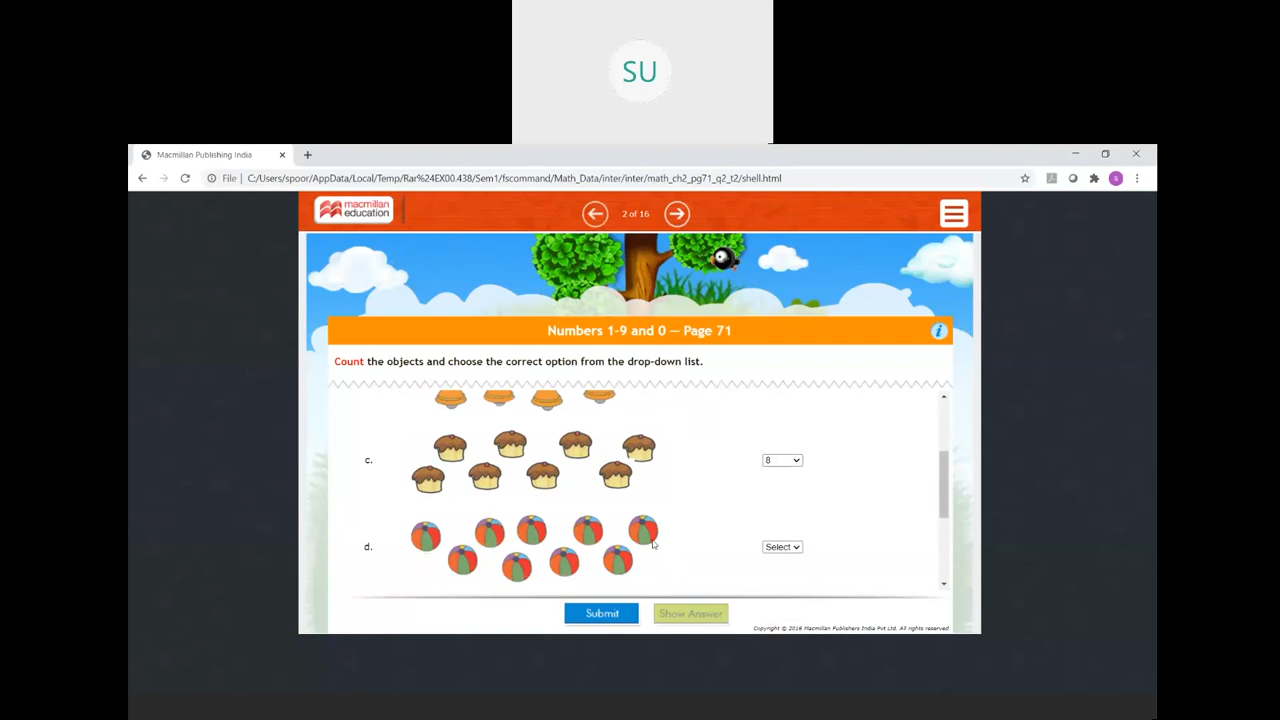 SU
Macmillan Publishing India
File | C:/Users/spoor/AppData/Local/Temp/Rar%24EX00.438/Sem1/fscommand/Math_Data/inter/inter/math_ch2_pg71_q2_t2/shell.html
s
macmillan
education
2 of 16
Numbers 1-9 and 0 — Page 71
i
Count the objects and choose the correct option from the drop-down list.
c.
8
d.
Select
Submit
Show Answer
Copyright © 2016 Macmillan Publishers India Pvt Ltd. All rights reserved.